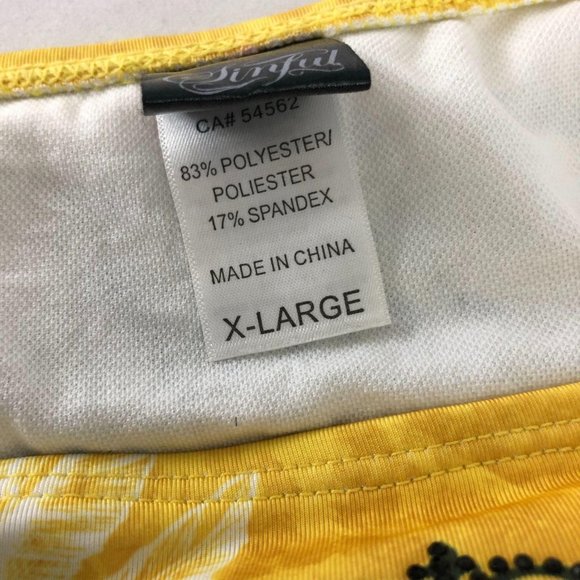 Sinful
CA# 54562
83% POLYESTER/
POLIESTER
17% SPANDEX
MADE IN CHINA
X-LARGE